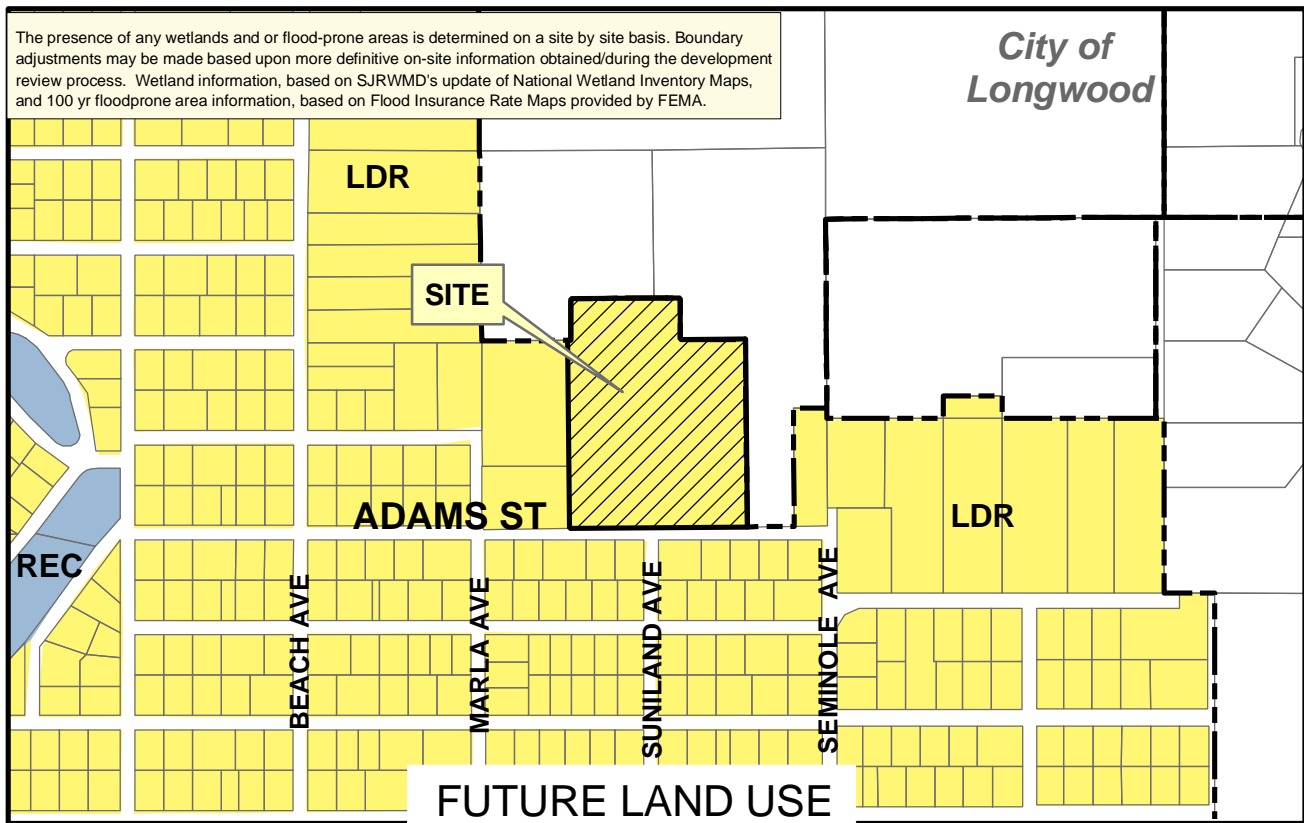 The presence of any wetlands and or flood-prone areas is determined on a site by site basis. Boundary
adjustments may be made based upon more definitive on-site information obtained/during the development
review process. Wetland information, based on SJRWMD's update of National Wetland Inventory Maps,
and 100 yr floodprone area information, based on Flood Insurance Rate Maps provided by FEMA.
City of
Longwood
LDR
SITE
ADAMS ST
LDR
REC
BEACH AVE
MARLA AVE
SUNILAND AVE
SEMINOLE AVE
FUTURE LAND USE